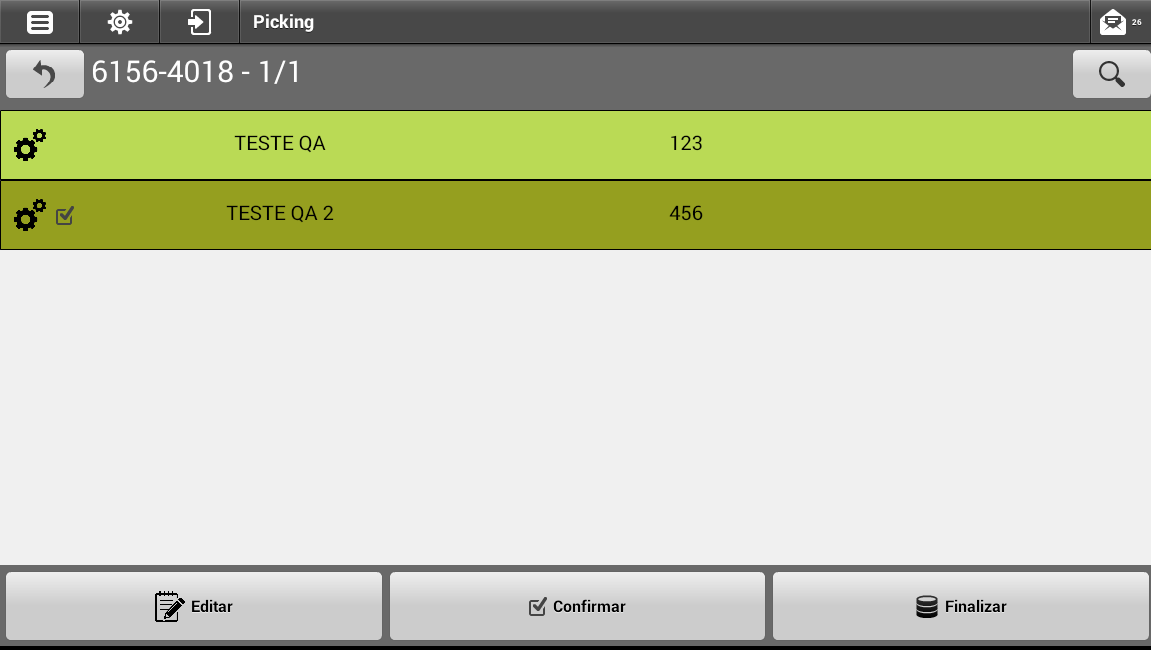 Picking
26
6156-4018 - 1/1
TESTE QA 123
TESTE QA 2 456
Editar Confirmar Finalizar